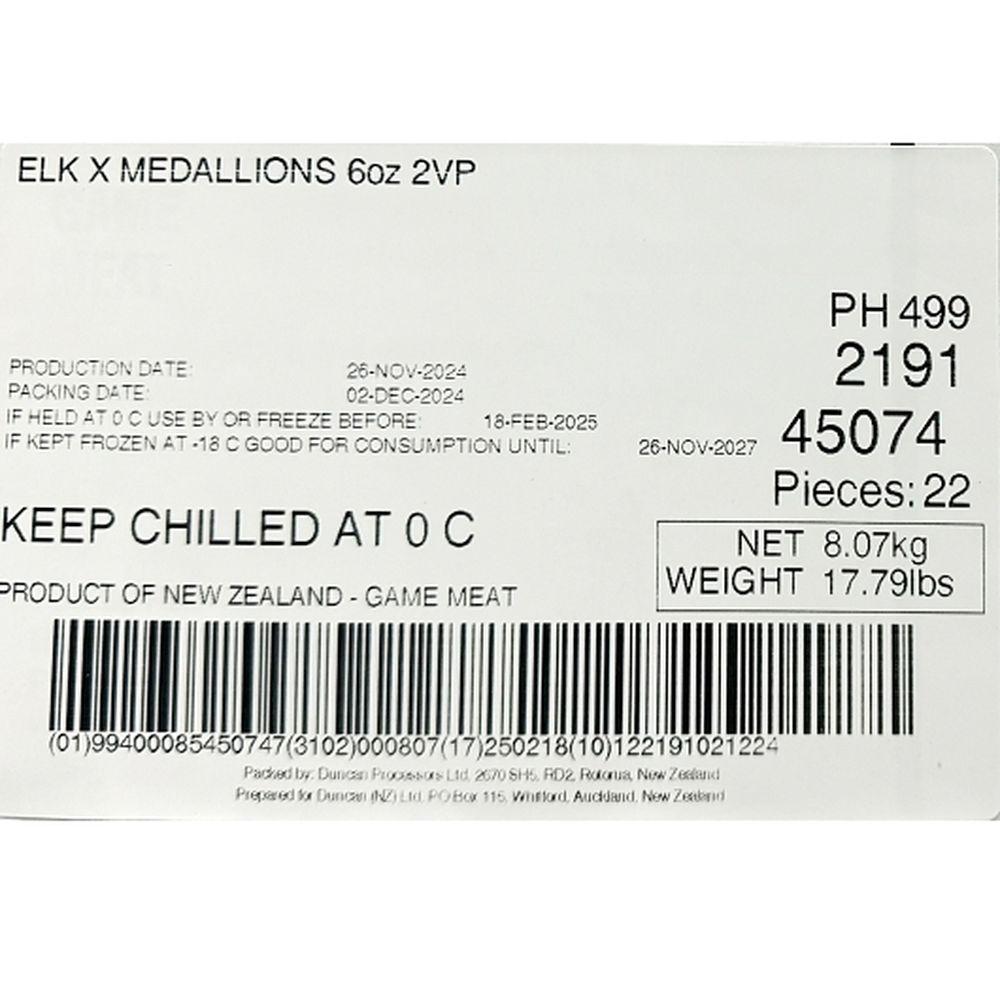 ELK X MEDALLIONS 6oz 2VP
PH 499
2191
45074
Pieces: 22
PRODUCTION DATE: 26-NOV-2024
PACKING DATE: 02-DEC-2024
IF HELD AT 0 C USE BY OR FREEZE BEFORE: 18-FEB-2025
IF KEPT FROZEN AT -18 C GOOD FOR CONSUMPTION UNTIL: 26-NOV-2027
KEEP CHILLED AT 0 C
NET WEIGHT 8.07kg
17.79lbs
PRODUCT OF NEW ZEALAND - GAME MEAT
(01)99400085450747(3102)000807(17)250218(10)122191021224
Packed by: Duncan Processors Ltd, 2670 SH5, RD2, Rotorua, New Zealand
Prepared for Duncan (NZ) Ltd, PO Box 115, Whitford, Auckland, New Zealand